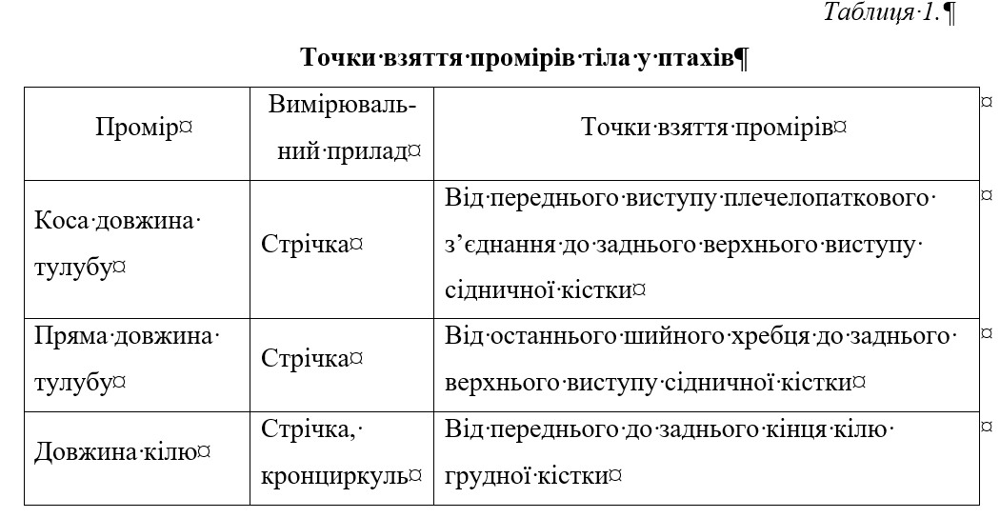 Таблиця 1.
Точки взяття промірів тіла у птахів
Промір
Вимірюваль-
ний прилад
Точки взяття промірів
Коса довжина
тулубу
Стрічка
Від переднього виступу плечелопаткового
з’єднання до заднього верхнього виступу
сідничної кістки
Пряма довжина
тулубу
Стрічка
Від останнього шийного хребця до заднього
верхнього виступу сідничної кістки
Довжина кілю
Стрічка,
кронциркуль
Від переднього до заднього кінця кілю
грудної кістки